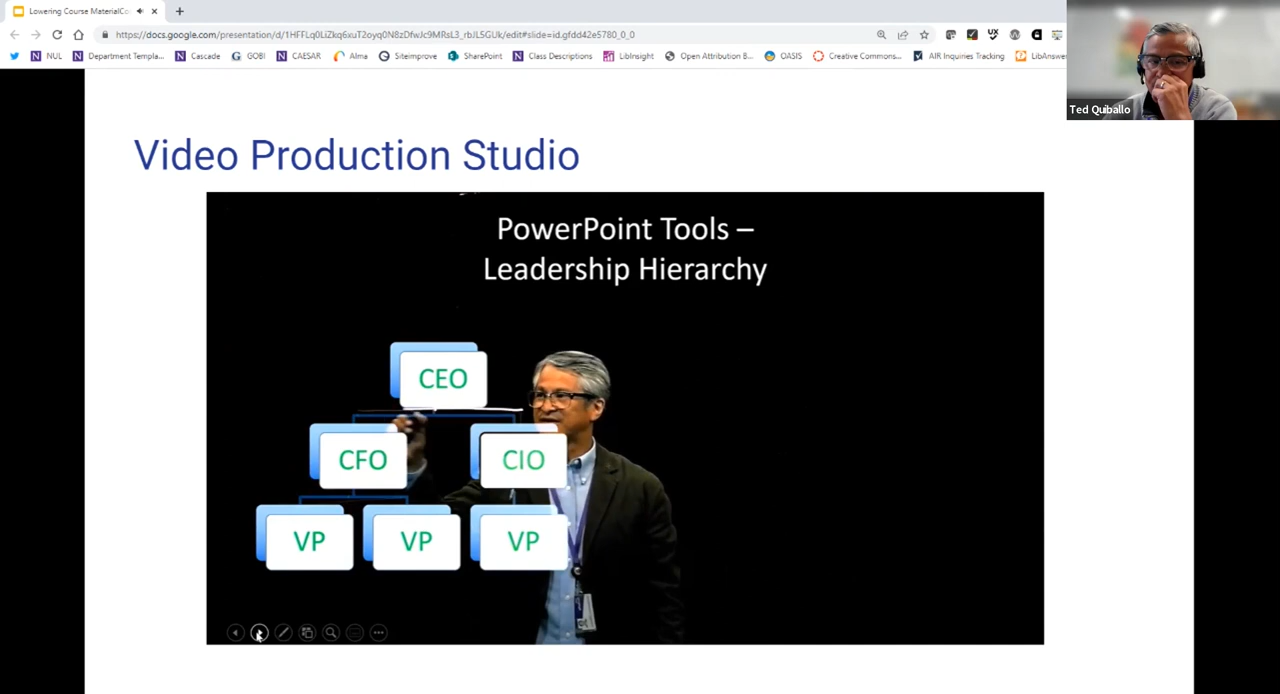 Lowering Course MaterialCo
https://docs.google.com/presentation/d/1HFFLq0LiZkq6xuT2oyq0N8zDfwJc9MRsL3_rbJL5GUk/edit#slide=id.gfdd42e5780_0_0
NUL Department Templa... Cascade GOBI CAESAR Alma Siteimprove SharePoint Class Descriptions LibInsight Open Attribution B... OASIS Creative Commons... AIR Inquiries Tracking LibAnswe
Ted Quiballo
Video Production Studio
PowerPoint Tools –
Leadership Hierarchy
CEO
CFO CIO
VP VP VP